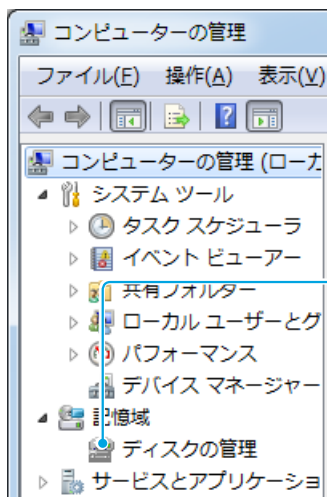 コンピューターの管理
ファイル(F) 操作(A) 表示(V)
コンピューターの管理 (ローカ
システム ツール
タスク スケジューラ
イベント ビューアー
共有フォルダー
ローカル ユーザーとグ
パフォーマンス
デバイス マネージャー
記憶域
ディスクの管理
サービスとアプリケーショ